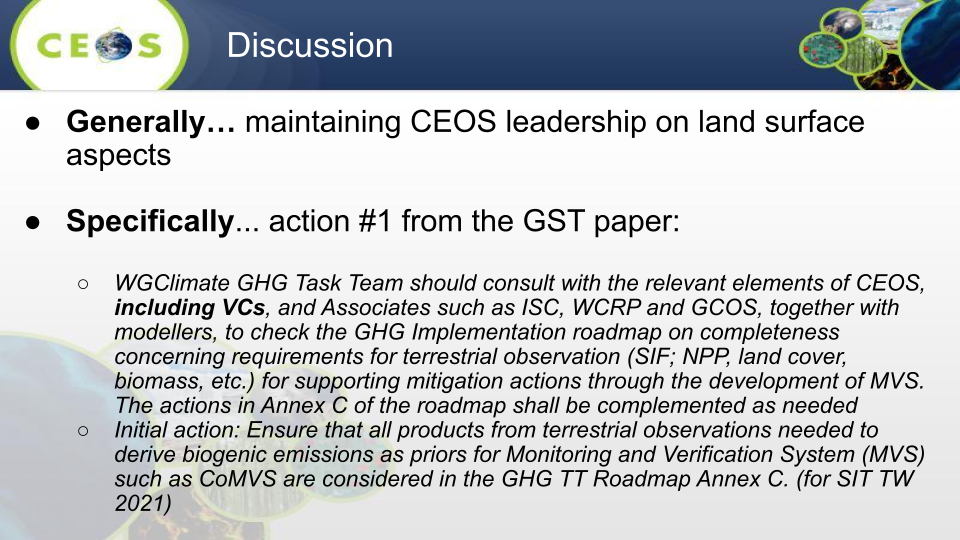 CEOS
Discussion
● Generally… maintaining CEOS leadership on land surface
aspects
● Specifically... action #1 from the GST paper:
○ WGClimate GHG Task Team should consult with the relevant elements of CEOS,
including VCs, and Associates such as ISC, WCRP and GCOS, together with
modellers, to check the GHG Implementation roadmap on completeness
concerning requirements for terrestrial observation (SIF; NPP, land cover,
biomass, etc.) for supporting mitigation actions through the development of MVS.
The actions in Annex C of the roadmap shall be complemented as needed
○ Initial action: Ensure that all products from terrestrial observations needed to
derive biogenic emissions as priors for Monitoring and Verification System (MVS)
such as CoMVS are considered in the GHG TT Roadmap Annex C. (for SIT TW
2021)